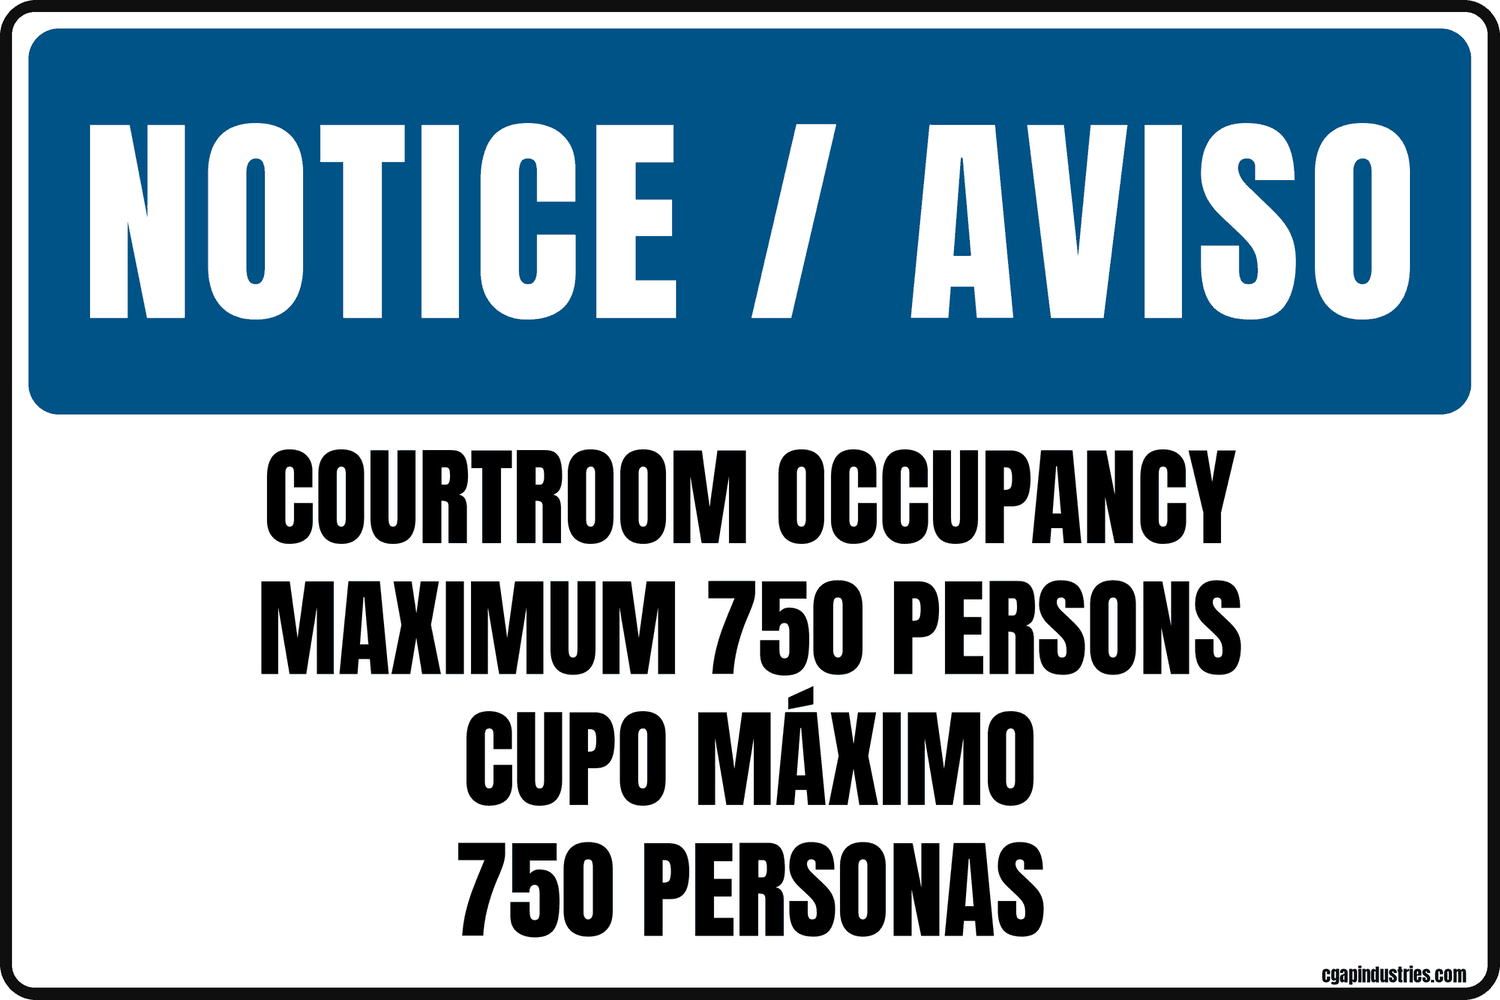 NOTICE / AVISO
COURTROOM OCCUPANCY
MAXIMUM 750 PERSONS
CUPO MÁXIMO
750 PERSONAS
cgapindustries.com